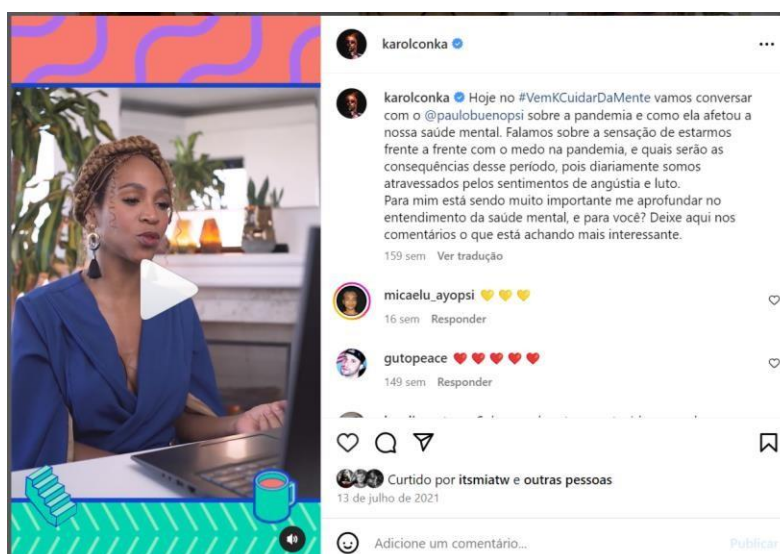 karolconka
karolconka Hoje no #VemKCuidarDaMente vamos conversar
com o @paulobuenopsi sobre a pandemia e como ela afetou a
nossa saúde mental. Falamos sobre a sensação de estarmos
frente a frente com o medo na pandemia, e quais serão as
consequências desse período, pois diariamente somos
atravessados pelos sentimentos de angústia e luto.
Para mim está sendo muito importante me aprofundar no
entendimento da saúde mental, e para você? Deixe aqui nos
comentários o que está achando mais interessante.
159 sem Ver tradução
micaelu_ayopsi 💛 💛 💛
16 sem Responder
gutopeace ❤️ ❤️ ❤️ ❤️ ❤️
149 sem Responder
Curtido por itsmiatw e outras pessoas
13 de julho de 2021
Adicione um comentário...
Publicar